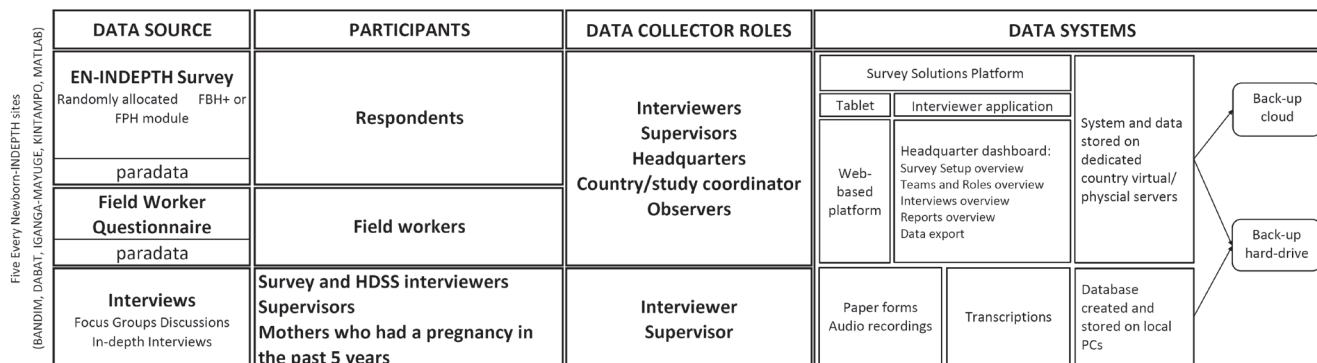 Five Every Newborn-INDEPTH sites
(BANDIM, DABAT, IGANGA-MAYUGE, KINTAMPO, MATLAB)
DATA SOURCE
PARTICIPANTS
DATA COLLECTOR ROLES
DATA SYSTEMS
EN-INDEPTH Survey
Randomly allocated FBH+ or
FPH module
paradata
Respondents
Interviewers
Supervisors
Headquarters
Country/study coordinator
Observers
Survey Solutions Platform
Tablet
Interviewer application
Web-
based
platform
Headquarter dashboard:
Survey Setup overview
Teams and Roles overview
Interviews overview
Reports overview
Data export
System and data
stored on
dedicated
country virtual/
physcial servers
Back-up
cloud
Back-up
hard-drive
Field Worker
Questionnaire
paradata
Field workers
Interviews
Focus Groups Discussions
In-depth Interviews
Survey and HDSS interviewers
Supervisors
Mothers who had a pregnancy in
the past 5 years
Interviewer
Supervisor
Paper forms
Audio recordings
Transcriptions
Database
created and
stored on local
PCs